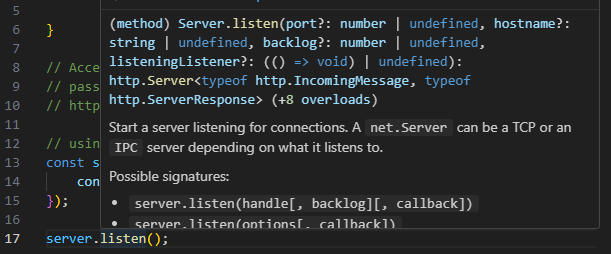 5
6 }
7
8 // Acce
9 // pass
10 // http
11
12 // usin
13 const s
14 con
15 });
16
17 server.listen();
(method) Server.listen(port?: number | undefined, hostname?:
string | undefined, backlog?: number | undefined,
listeningListener?: (() => void) | undefined):
http.Server<typeof http.IncomingMessage, typeof
http.ServerResponse> (+8 overloads)
Start a server listening for connections. A net.Server can be a TCP or an
IPC server depending on what it listens to.
Possible signatures:
• server.listen(handle[, backlog][, callback])
• server.listen(options[, callback])